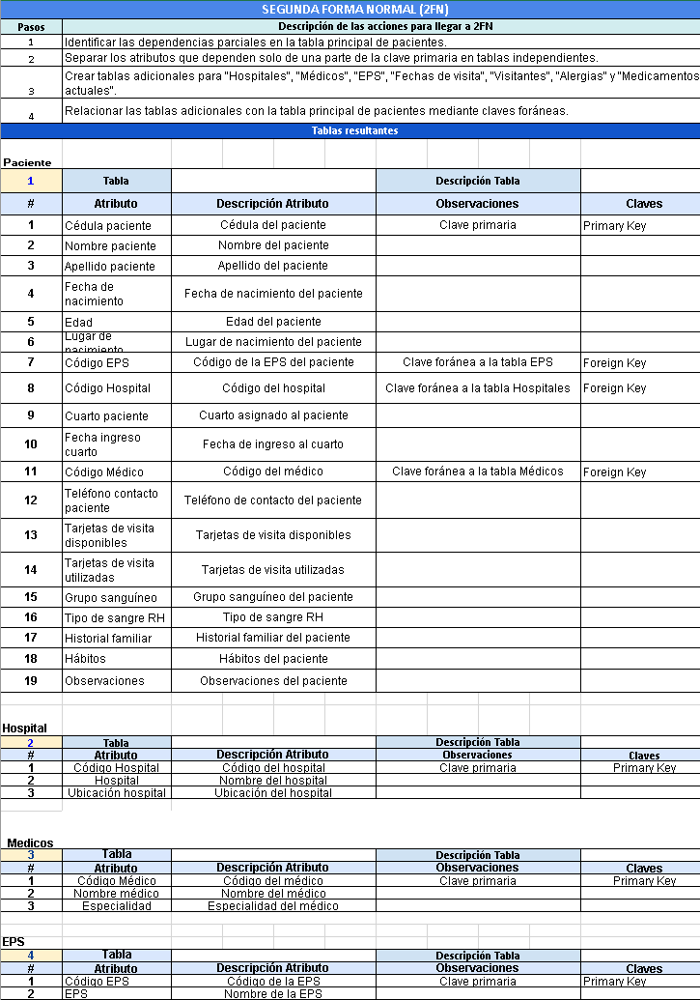 SEGUNDA FORMA NORMAL (2FN)
Pasos Descripción de las acciones para llegar a 2FN
1 Identificar las dependencias parciales en la tabla principal de pacientes.
2 Separar los atributos que dependen solo de una parte de la clave primaria en tablas independientes.
Crear tablas adicionales para "Hospitales", "Médicos", "EPS", "Fechas de visita", "Visitantes", "Alergias" y "Medicamentos
3 actuales".
4 Relacionar las tablas adicionales con la tabla principal de pacientes mediante claves foráneas.
Tablas resultantes
Paciente
1 Tabla Descripción Tabla
# Atributo Descripción Atributo Observaciones Claves
1 Cédula paciente Cédula del paciente Clave primaria Primary Key
2 Nombre paciente Nombre del paciente
3 Apellido paciente Apellido del paciente
4 Fecha de nacimiento Fecha de nacimiento del paciente
5 Edad Edad del paciente
6 Lugar de nacimiento Lugar de nacimiento del paciente
7 Código EPS Código de la EPS del paciente Clave foránea a la tabla EPS Foreign Key
8 Código Hospital Código del hospital Clave foránea a la tabla Hospitales Foreign Key
9 Cuarto paciente Cuarto asignado al paciente
10 Fecha ingreso cuarto Fecha de ingreso al cuarto
11 Código Médico Código del médico Clave foránea a la tabla Médicos Foreign Key
12 Teléfono contacto paciente Teléfono de contacto del paciente
13 Tarjetas de visita disponibles Tarjetas de visita disponibles
14 Tarjetas de visita utilizadas Tarjetas de visita utilizadas
15 Grupo sanguíneo Grupo sanguíneo del paciente
16 Tipo de sangre RH Tipo de sangre RH
17 Historial familiar Historial familiar del paciente
18 Hábitos Hábitos del paciente
19 Observaciones Observaciones del paciente
Hospital
2 Tabla Descripción Tabla
# Atributo Descripción Atributo Observaciones Claves
1 Código Hospital Código del hospital Clave primaria Primary Key
2 Hospital Nombre del hospital
3 Ubicación hospital Ubicación del hospital
Medicos
3 Tabla Descripción Tabla
# Atributo Descripción Atributo Observaciones Claves
1 Código Médico Código del médico Clave primaria Primary Key
2 Nombre médico Nombre del médico
3 Especialidad Especialidad del médico
EPS
4 Tabla Descripción Tabla
# Atributo Descripción Atributo Observaciones Claves
1 Código EPS Código de la EPS Clave primaria Primary Key
2 EPS Nombre de la EPS